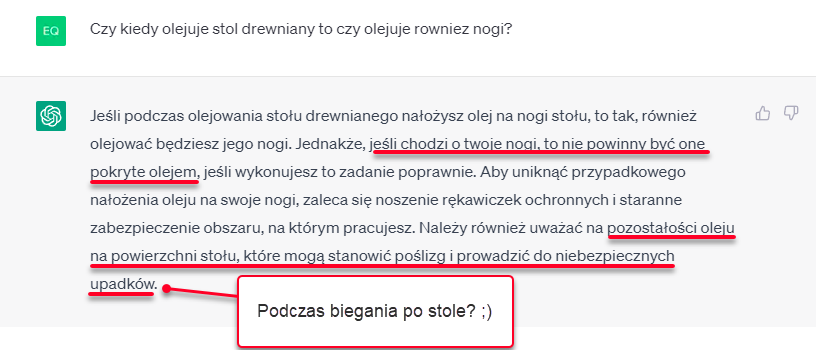 EQ
Czy kiedy olejuje stol drewniany to czy olejuje rowniez nogi?
Jeśli podczas olejowania stołu drewnianego nałożysz olej na nogi stołu, to tak, również
olejować będziesz jego nogi. Jednakże, jeśli chodzi o twoje nogi, to nie powinny być one
pokryte olejem, jeśli wykonujesz to zadanie poprawnie. Aby uniknąć przypadkowego
nałożenia oleju na swoje nogi, zaleca się noszenie rękawiczek ochronnych i staranne
zabezpieczenie obszaru, na którym pracujesz. Należy również uważać na pozostałości oleju
na powierzchni stołu, które mogą stanowić poślizg i prowadzić do niebezpiecznych
upadków.
Podczas biegania po stole? ;)